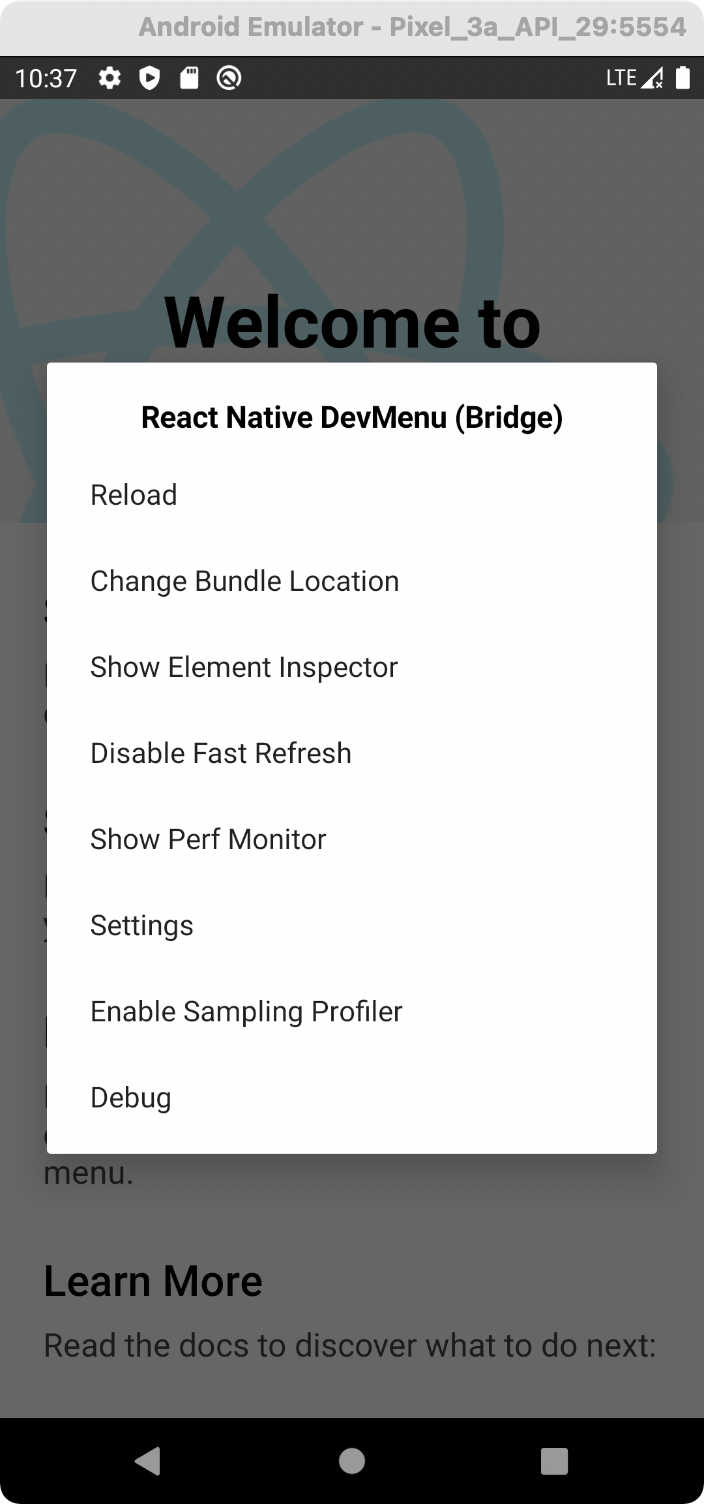 Android Emulator - Pixel_3a_API_29:5554
10:37 LTE
Welcome to
React Native DevMenu (Bridge)
Reload
Change Bundle Location
Show Element Inspector
Disable Fast Refresh
Show Perf Monitor
Settings
Enable Sampling Profiler
Debug
menu.
Learn More
Read the docs to discover what to do next: